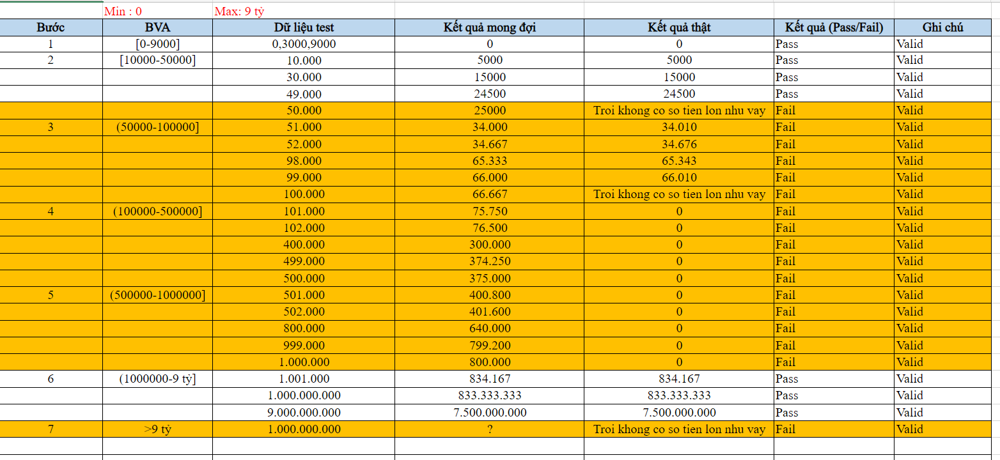 Min : 0 Max: 9 tỷ
Bước BVA Dữ liệu test Kết quả mong đợi Kết quả thật Kết quả (Pass/Fail) Ghi chú
1 [0-9000] 0,3000,9000 0 0 Pass Valid
2 [10000-50000] 10.000 5000 5000 Pass Valid
30.000 15000 15000 Pass Valid
49.000 24500 24500 Pass Valid
50.000 25000 Troi khong co so tien lon nhu vay Fail Valid
3 (50000-100000] 51.000 34.000 34.010 Fail Valid
52.000 34.667 34.676 Fail Valid
98.000 65.333 65.343 Fail Valid
99.000 66.000 66.010 Fail Valid
100.000 66.667 Troi khong co so tien lon nhu vay Fail Valid
4 (100000-500000] 101.000 75.750 0 Fail Valid
102.000 76.500 0 Fail Valid
400.000 300.000 0 Fail Valid
499.000 374.250 0 Fail Valid
500.000 375.000 0 Fail Valid
5 (500000-1000000] 501.000 400.800 0 Fail Valid
502.000 401.600 0 Fail Valid
800.000 640.000 0 Fail Valid
999.000 799.200 0 Fail Valid
1.000.000 800.000 0 Fail Valid
6 (1000000-9 tỷ] 1.001.000 834.167 834.167 Pass Valid
1.000.000.000 833.333.333 833.333.333 Pass Valid
9.000.000.000 7.500.000.000 7.500.000.000 Pass Valid
7 >9 tỷ 1.000.000.000 ? Troi khong co so tien lon nhu vay Fail Valid